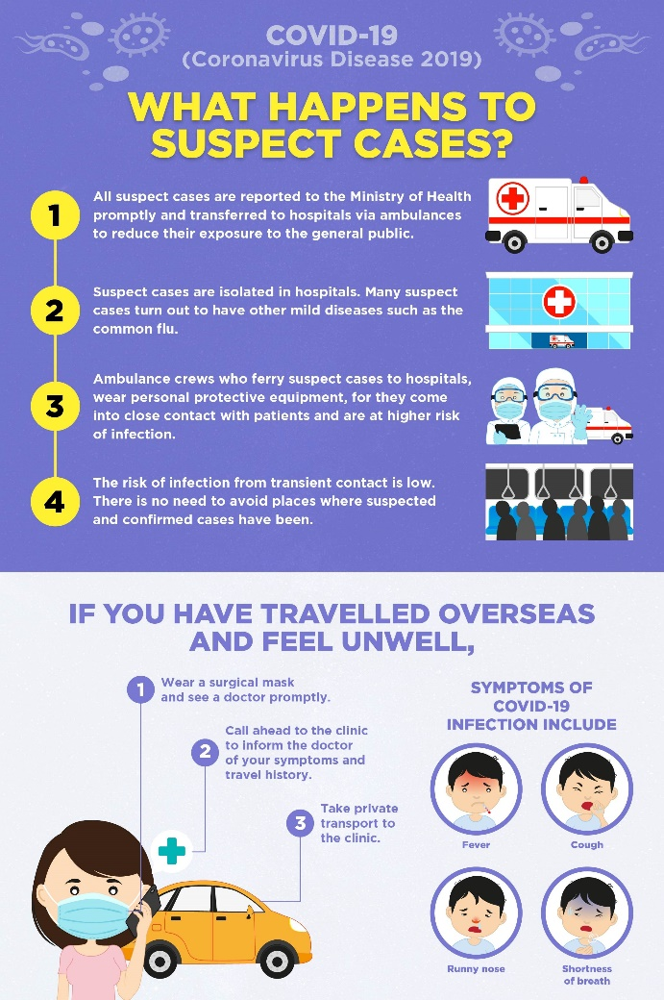 COVID-19
(Coronavirus Disease 2019)
WHAT HAPPENS TO
SUSPECT CASES?
1
All suspect cases are reported to the Ministry of Health
promptly and transferred to hospitals via ambulances
to reduce their exposure to the general public.
2
Suspect cases are isolated in hospitals. Many suspect
cases turn out to have other mild diseases such as the
common flu.
3
Ambulance crews who ferry suspect cases to hospitals,
wear personal protective equipment, for they come
into close contact with patients and are at higher risk
of infection.
4
The risk of infection from transient contact is low.
There is no need to avoid places where suspected
and confirmed cases have been.
IF YOU HAVE TRAVELLED OVERSEAS
AND FEEL UNWELL,
1
Wear a surgical mask
and see a doctor promptly.
2
Call ahead to the clinic
to inform the doctor
of your symptoms and
travel history.
3
Take private
transport to
the clinic.
SYMPTOMS OF
COVID-19
INFECTION INCLUDE
Fever
Cough
Runny nose
Shortness
of breath